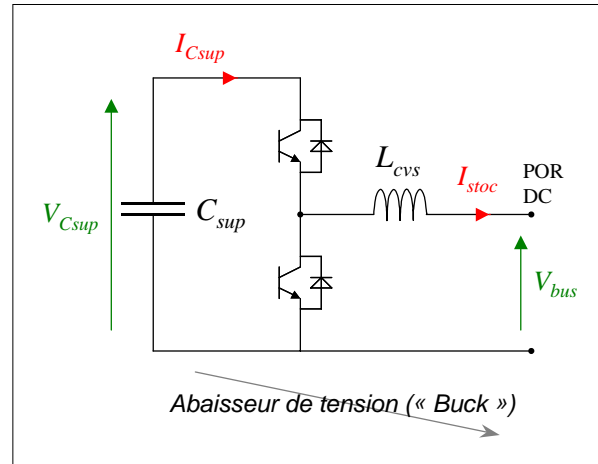 I_Csup
L_cvs
I_stoc
POR
DC
V_Csup
C_sup
V_bus
Abaisseur de tension (« Buck »)